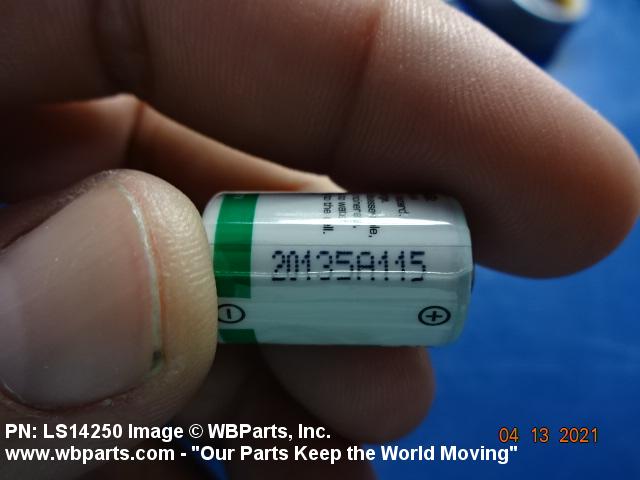 20135A115
PN: LS14250 Image © WBParts, Inc.
04 13 2021
www.wbparts.com - "Our Parts Keep the World Moving"